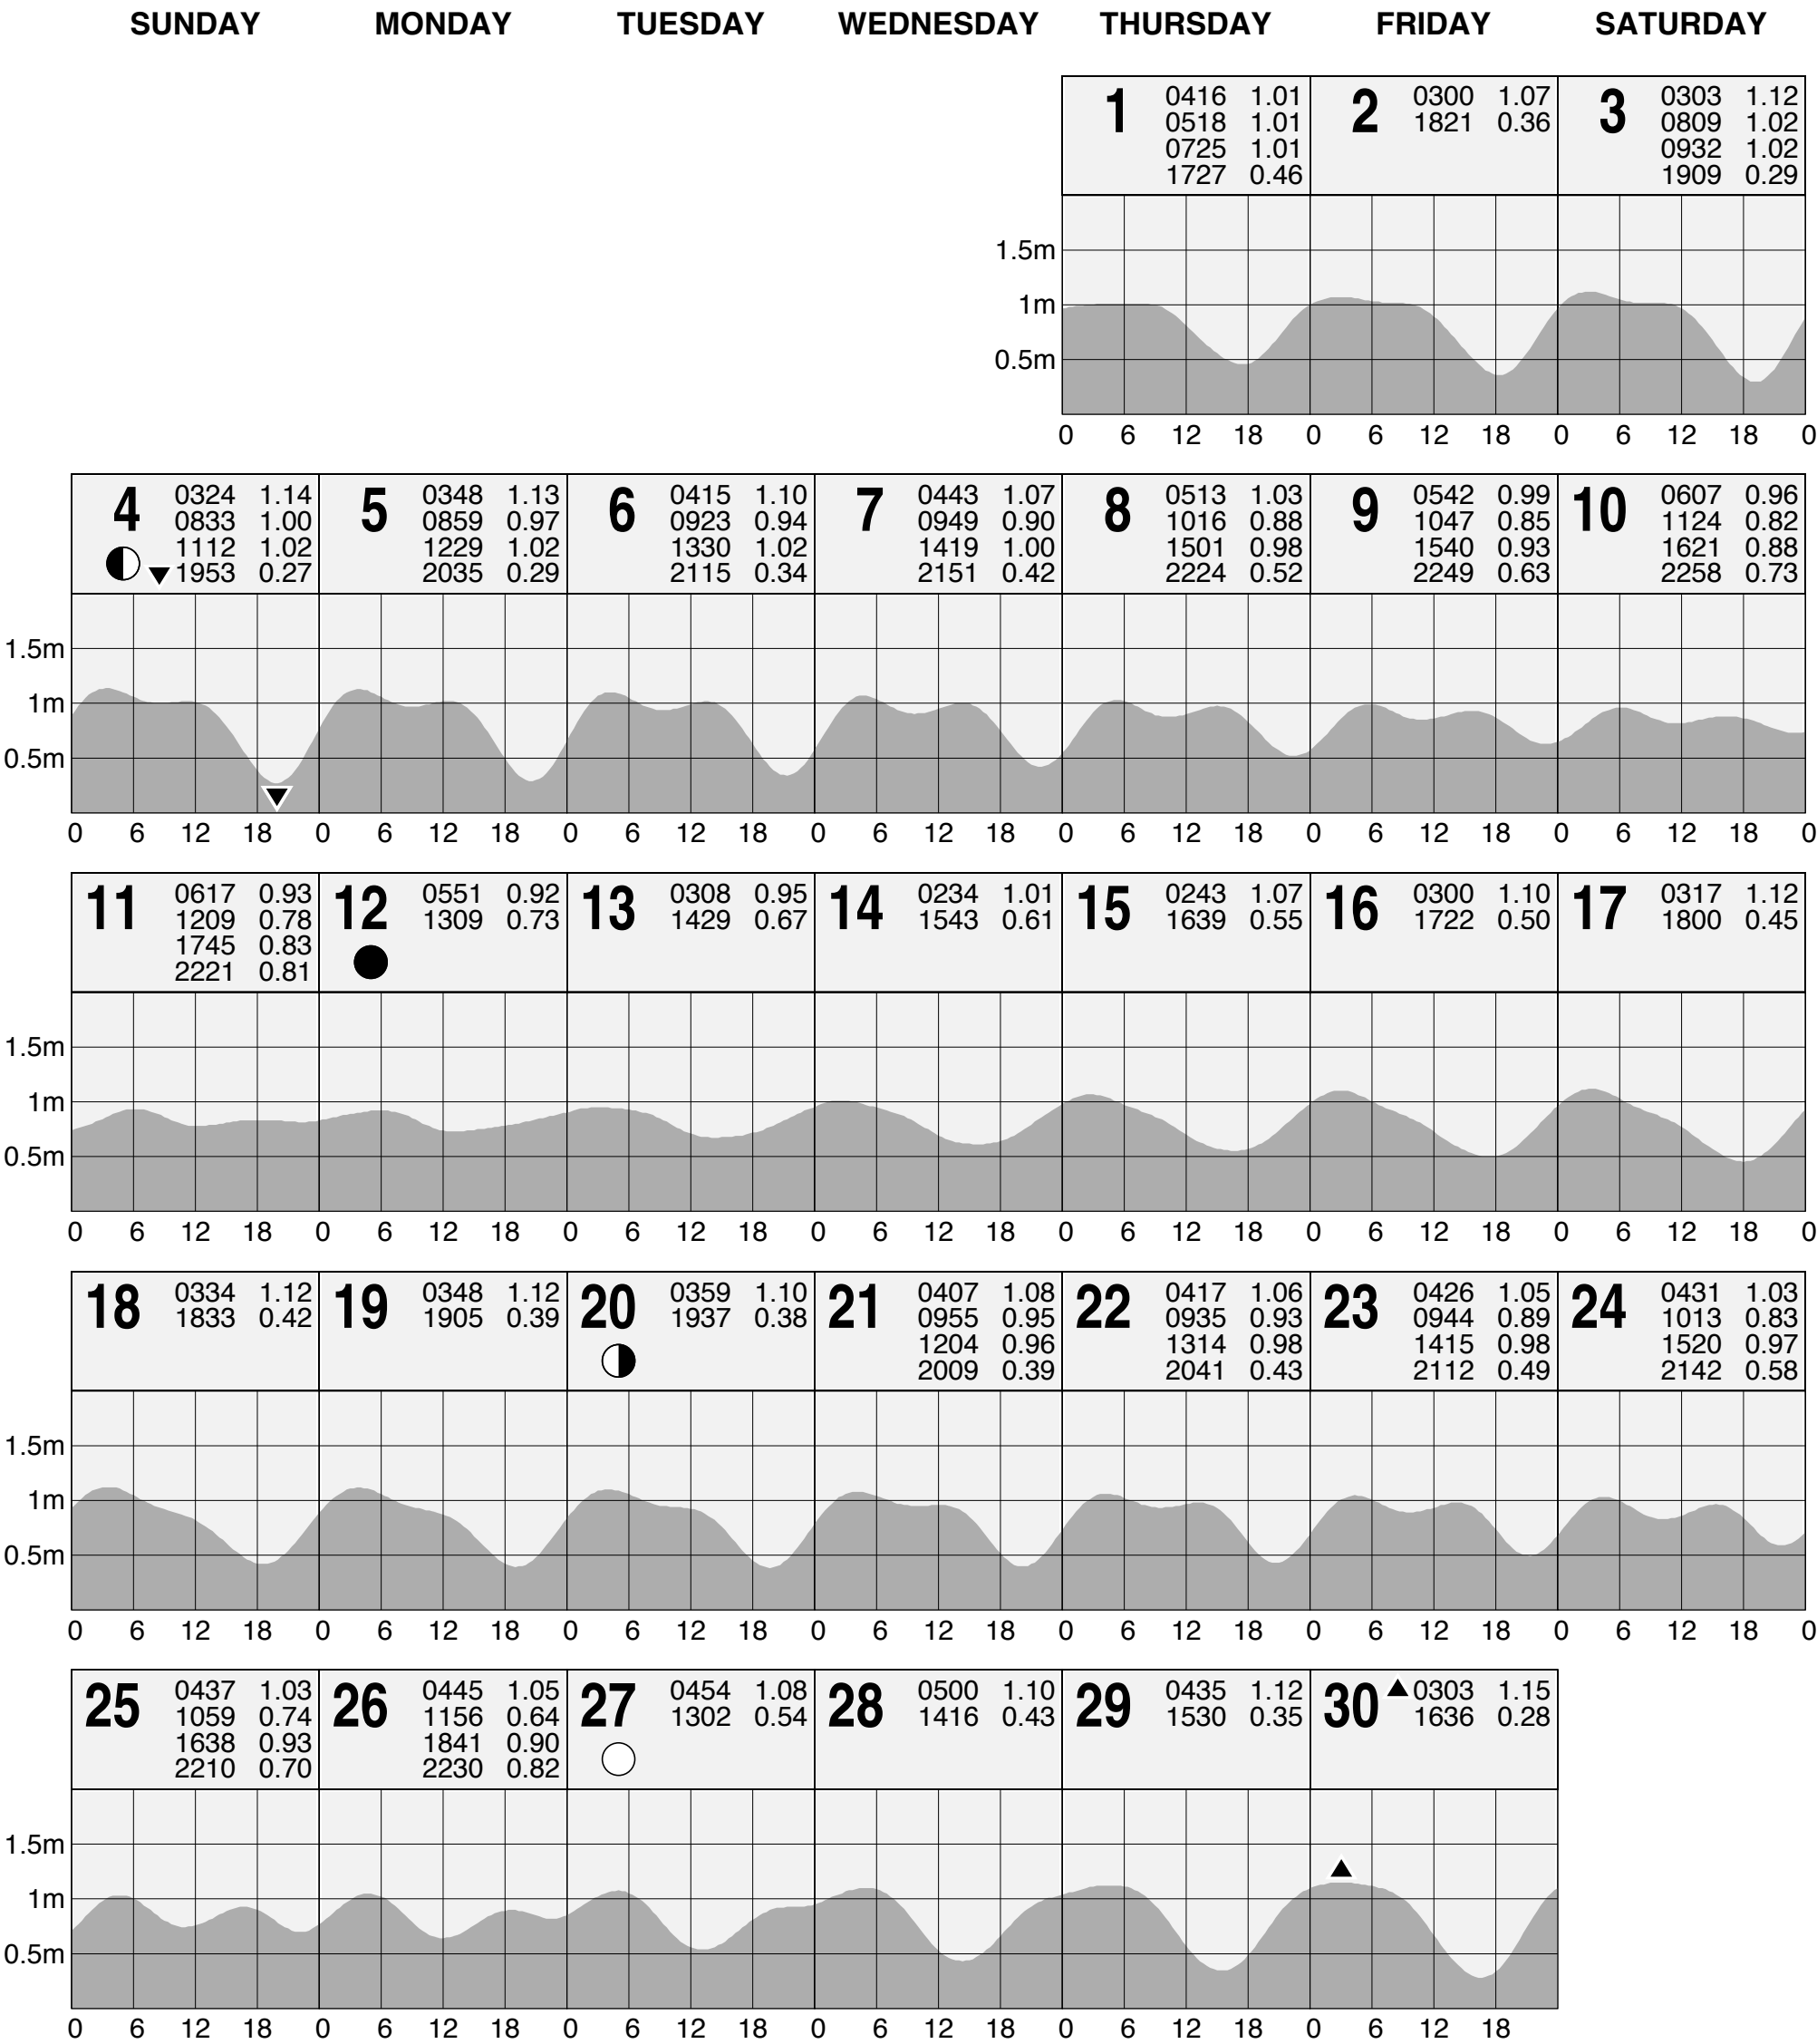 SUNDAY MONDAY TUESDAY WEDNESDAY THURSDAY FRIDAY SATURDAY
1 0416 1.01 2 0300 1.07 3 0303 1.12
0518 1.01 1821 0.36 0809 1.02
0725 1.01 0932 1.02
1727 0.46 1909 0.29
1.5m
1m
0.5m
0 6 12 18 0 6 12 18 0 6 12 18 0
4 0324 1.14 5 0348 1.13 6 0415 1.10 7 0443 1.07 8 0513 1.03 9 0542 0.99 10 0607 0.96
0833 1.00 0859 0.97 0923 0.94 0949 0.90 1016 0.88 1047 0.85 1124 0.82
1112 1.02 1229 1.02 1330 1.02 1419 1.00 1501 0.98 1540 0.93 1621 0.88
1953 0.27 2035 0.29 2115 0.34 2151 0.42 2224 0.52 2249 0.63 2258 0.73
1.5m
1m
0.5m
0 6 12 18 0 6 12 18 0 6 12 18 0 6 12 18 0 6 12 18 0 6 12 18 0 6 12 18 0
11 0617 0.93 12 0551 0.92 13 0308 0.95 14 0234 1.01 15 0243 1.07 16 0300 1.10 17 0317 1.12
1209 0.78 1309 0.73 1429 0.67 1543 0.61 1639 0.55 1722 0.50 1800 0.45
1745 0.83
2221 0.81
1.5m
1m
0.5m
0 6 12 18 0 6 12 18 0 6 12 18 0 6 12 18 0 6 12 18 0 6 12 18 0 6 12 18 0
18 0334 1.12 19 0348 1.12 20 0359 1.10 21 0407 1.08 22 0417 1.06 23 0426 1.05 24 0431 1.03
1833 0.42 1905 0.39 1937 0.38 0955 0.95 0935 0.93 0944 0.89 1013 0.83
1204 0.96 1314 0.98 1415 0.98 1520 0.97
2009 0.39 2041 0.43 2112 0.49 2142 0.58
1.5m
1m
0.5m
0 6 12 18 0 6 12 18 0 6 12 18 0 6 12 18 0 6 12 18 0 6 12 18 0 6 12 18 0
25 0437 1.03 26 0445 1.05 27 0454 1.08 28 0500 1.10 29 0435 1.12 30 0303 1.15
1059 0.74 1156 0.64 1302 0.54 1416 0.43 1530 0.35 1636 0.28
1638 0.93 1841 0.90
2210 0.70 2230 0.82
1.5m
1m
0.5m
0 6 12 18 0 6 12 18 0 6 12 18 0 6 12 18 0 6 12 18 0 6 12 18